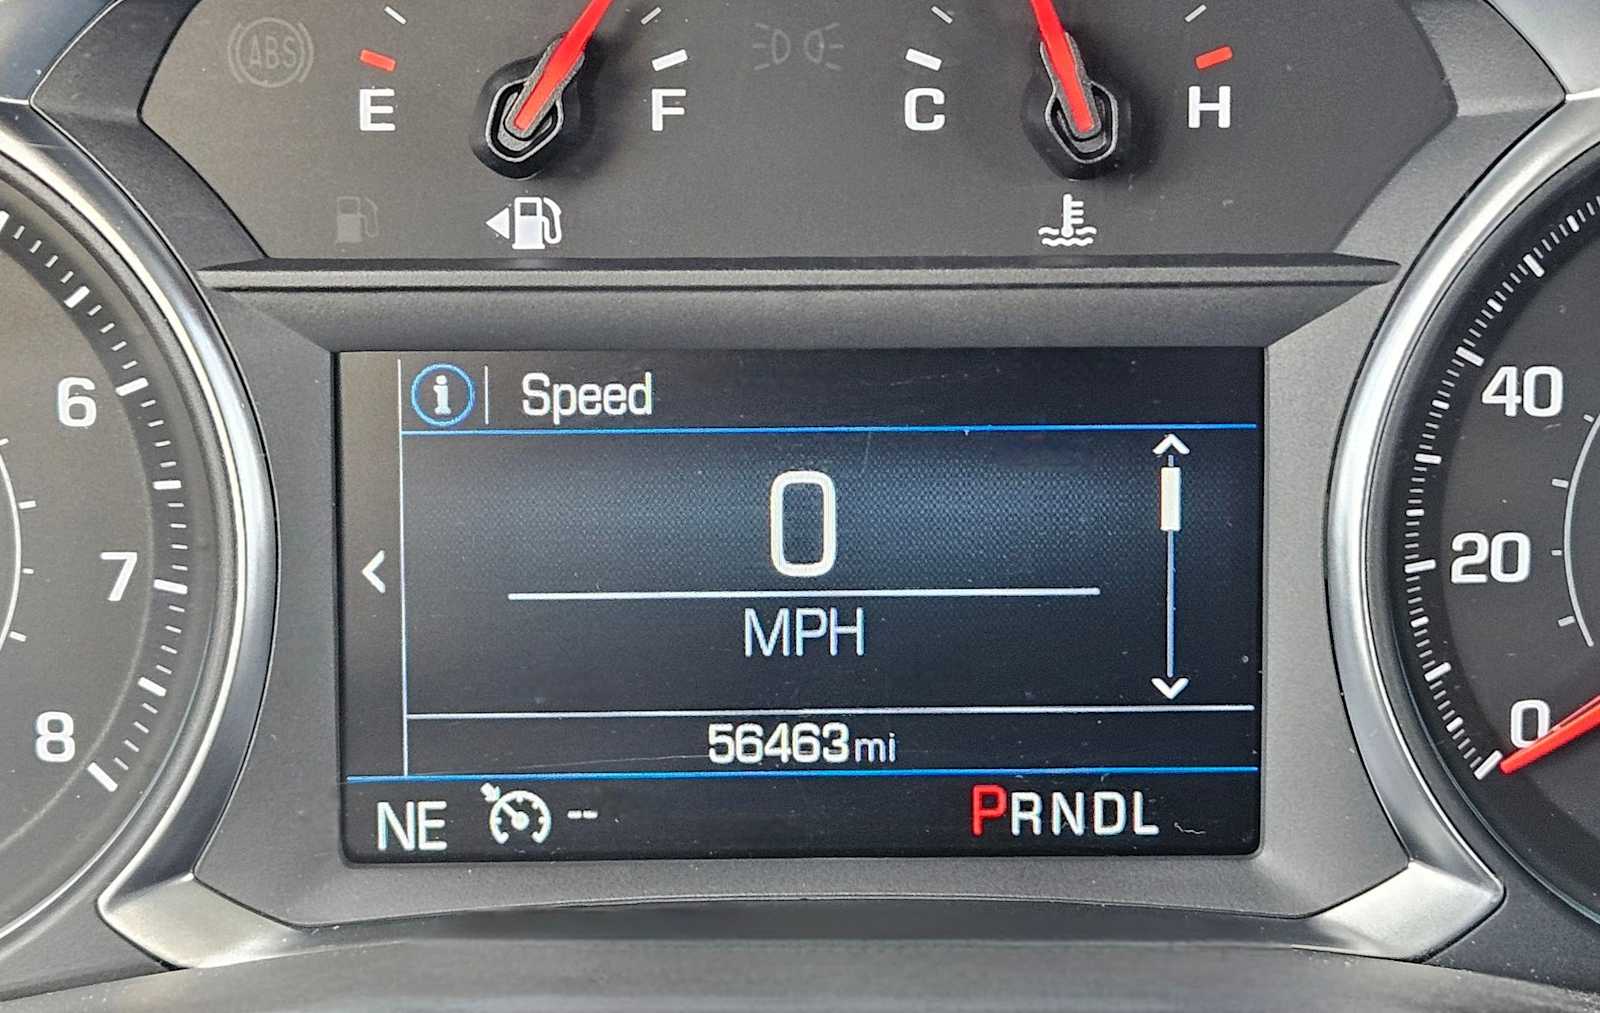 ABS
E F C H
i Speed
6
7
8
0
MPH
56463mi
NE -- PRNDL
40
20
0